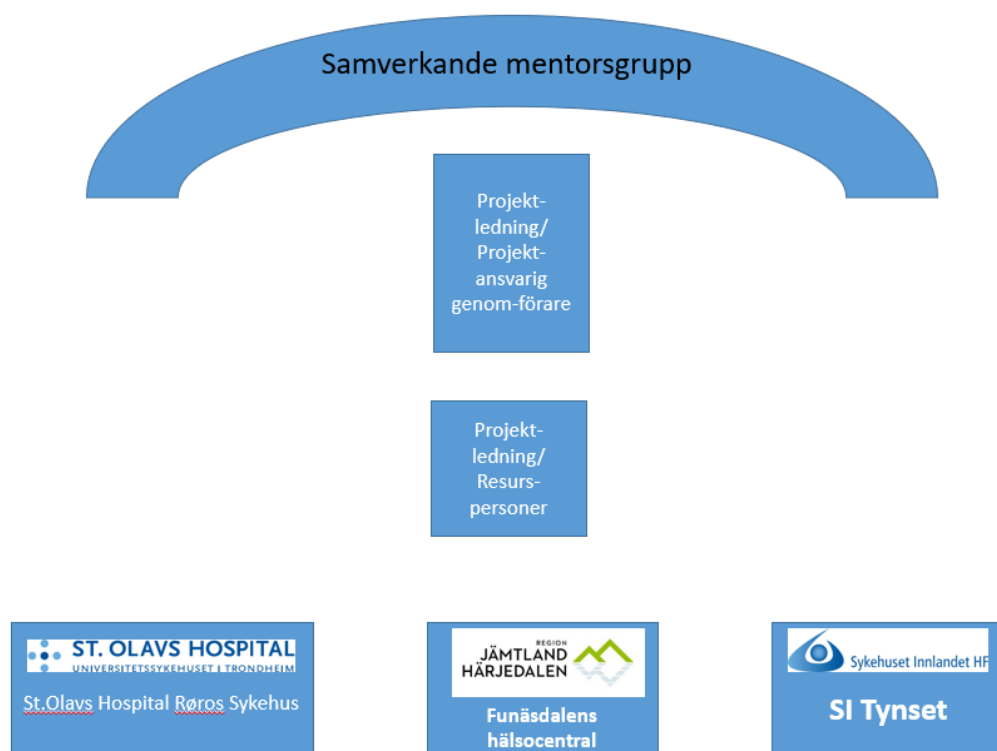 Samverkande mentorsgrupp
Projekt-
ledning/
Projekt-
ansvarig
genom-förare
Projekt-
ledning/
Resurs-
personer
ST. OLAVS HOSPITAL
UNIVERSITETSSYKEHUSET I TRONDHEIM
St.Olavs Hospital Røros Sykehus
REGION
JÄMTLAND
HÄRJEDALEN
Funäsdalens
hälsocentral
Sykehuset Innlandet HF
SI Tynset